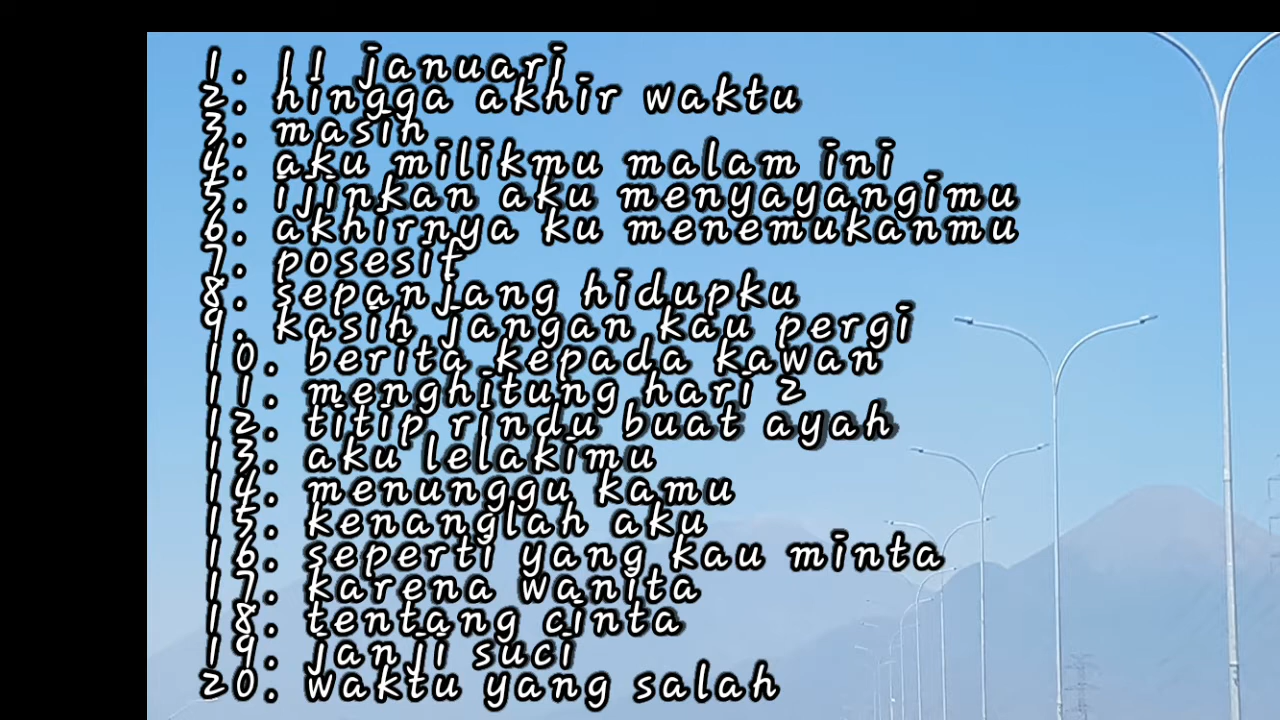 1. 11 januari
2. hingga akhir waktu
3. masih
4. aku milikmu malam ini
5. ijinkan aku menyayangimu
6. akhirnya ku menemukanmu
7. posesif
8. sepanjang hidupku
9. kasih jangan kau pergi
10. berita kepada kawan
11. menghitung hari 2
12. titip rindu buat ayah
13. aku lelakimu
14. menunggu kamu
15. kenanglah aku
16. seperti yang kau minta
17. karena wanita
18. tentang cinta
19. janji suci
20. waktu yang salah